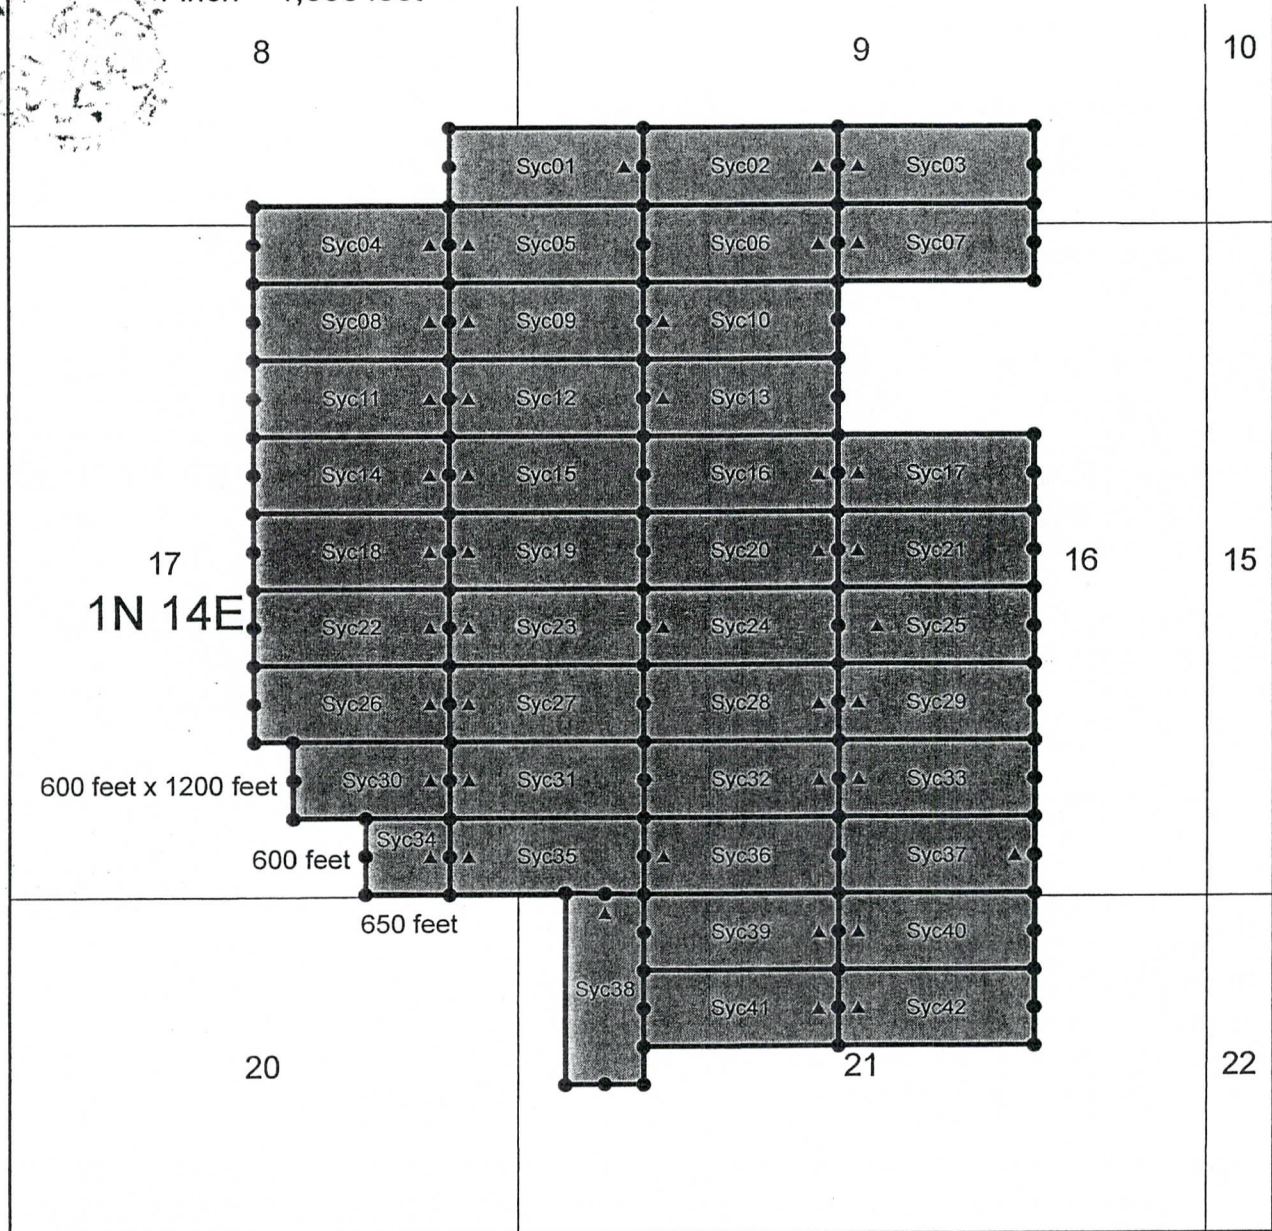 8 9 10
Syc01 Syc02 Syc03
Syc04 Syc05 Syc06 Syc07
Syc08 Syc09 Syc10
Syc11 Syc12 Syc13
Syc14 Syc15 Syc16 Syc17
Syc18 Syc19 Syc20 Syc21
17 16 15
1N 14E
Syc22 Syc23 Syc24 Syc25
Syc26 Syc27 Syc28 Syc29
600 feet x 1200 feet Syc30 Syc31 Syc32 Syc33
Syc34
600 feet Syc35 Syc36 Syc37
650 feet
Syc39 Syc40
Syc38
Syc41 Syc42
20 21 22